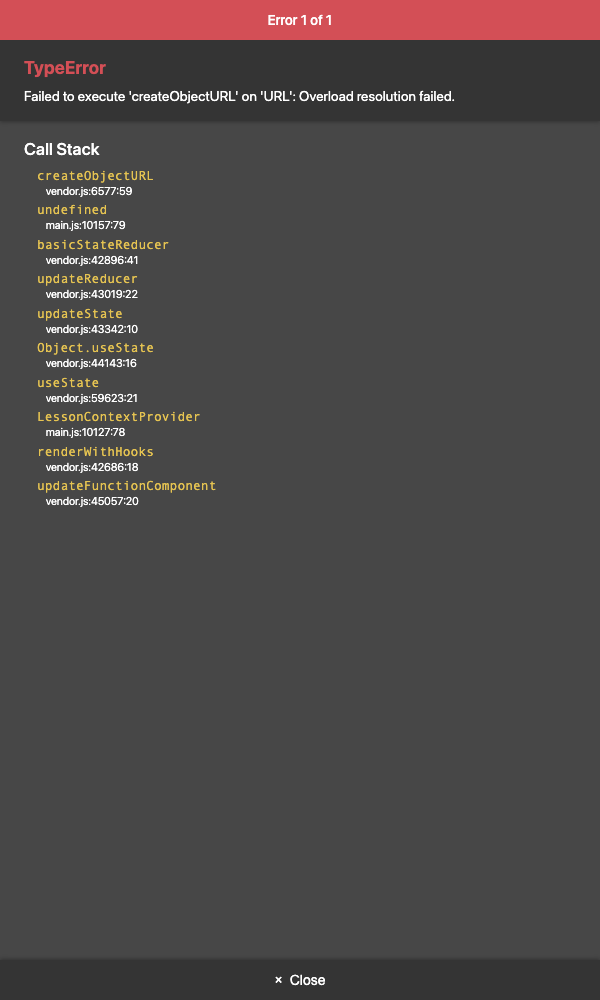 Error 1 of 1
TypeError
Failed to execute 'createObjectURL' on 'URL': Overload resolution failed.
Call Stack
createObjectURL
vendor.js:6577:59
undefined
main.js:10157:79
basicStateReducer
vendor.js:42896:41
updateReducer
vendor.js:43019:22
updateState
vendor.js:43342:10
Object.useState
vendor.js:44143:16
useState
vendor.js:59623:21
LessonContextProvider
main.js:10127:78
renderWithHooks
vendor.js:42686:18
updateFunctionComponent
vendor.js:45057:20
× Close